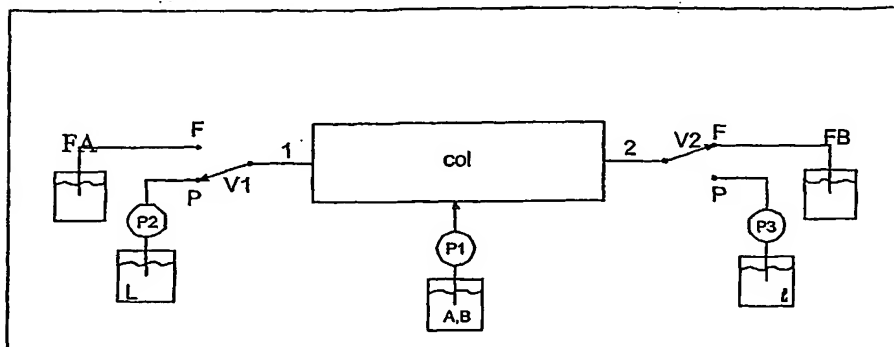 FA F 1 col 2 V2 F FB
P V1 P
P2 P1 P3
L A,B ℓ